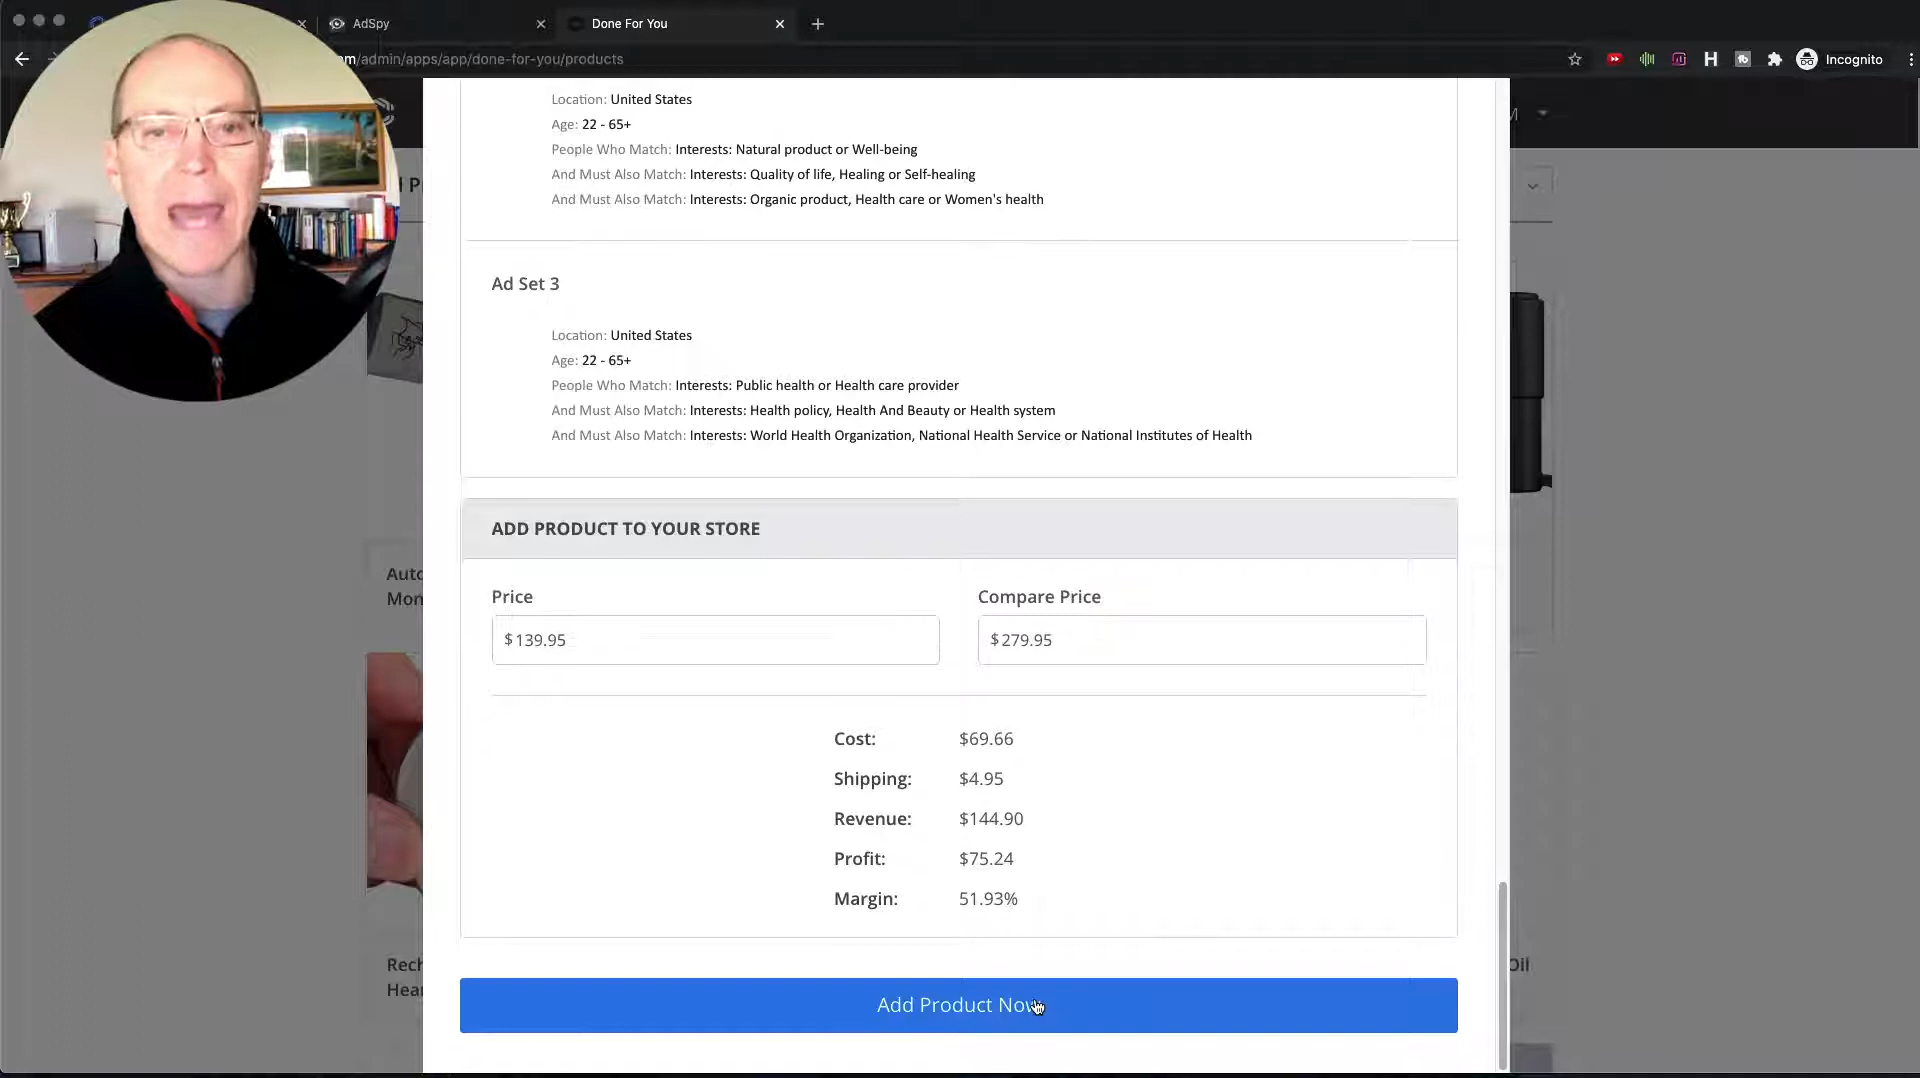 AdSpy
Done For You
m/admin/apps/app/done-for-you/products
Incognito
Location: United States
Age: 22 - 65+
People Who Match: Interests: Natural product or Well-being
And Must Also Match: Interests: Quality of life, Healing or Self-healing
And Must Also Match: Interests: Organic product, Health care or Women's health
Ad Set 3
Location: United States
Age: 22 - 65+
People Who Match: Interests: Public health or Health care provider
And Must Also Match: Interests: Health policy, Health And Beauty or Health system
And Must Also Match: Interests: World Health Organization, National Health Service or National Institutes of Health
ADD PRODUCT TO YOUR STORE
Price
Compare Price
$139.95
$279.95
Cost: $69.66
Shipping: $4.95
Revenue: $144.90
Profit: $75.24
Margin: 51.93%
Add Product Now
Oil